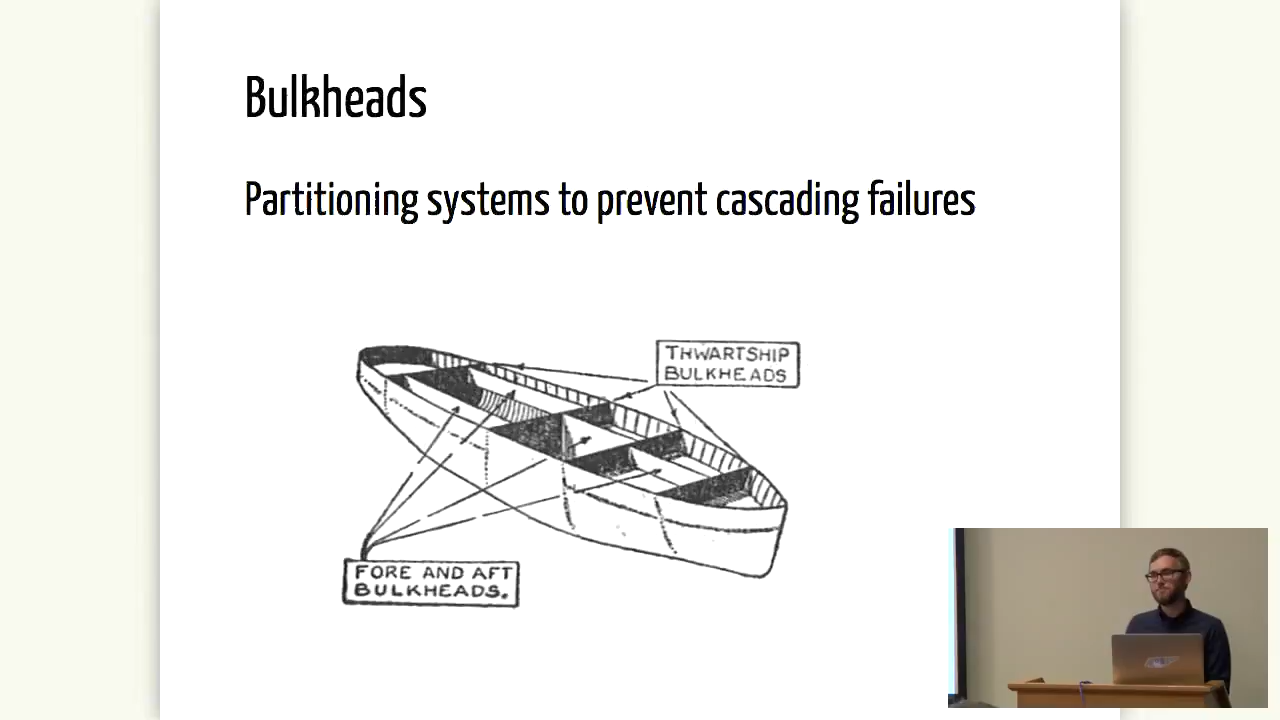 Bulkheads
Partitioning systems to prevent cascading failures
THWARTSHIP
BULKHEADS
FORE AND AFT
BULKHEADS.